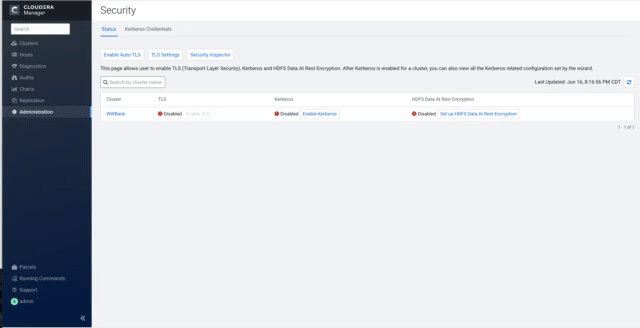 CLOUDERA
Manager
Search
Clusters
Hosts
Diagnostics
Audits
Charts
Replication
Administration
Parcels
Running Commands
Support
admin
Security
Status Kerberos Credentials
Enable Auto-TLS TLS Settings Security Inspector
This page allows user to enable TLS (Transport Layer Security), Kerberos and HDFS Data At Rest Encryption. After Kerberos is enabled for a cluster, you can also view all the Kerberos related configuration set by the wizard.
Search by cluster name Last Updated: Jun 16, 8:16:56 PM CDT
Cluster TLS Kerberos HDFS Data At Rest Encryption
WWBank Disabled Enable TLS Disabled Enable Kerberos Disabled Set up HDFS Data At Rest Encryption
1 - 1 of 1